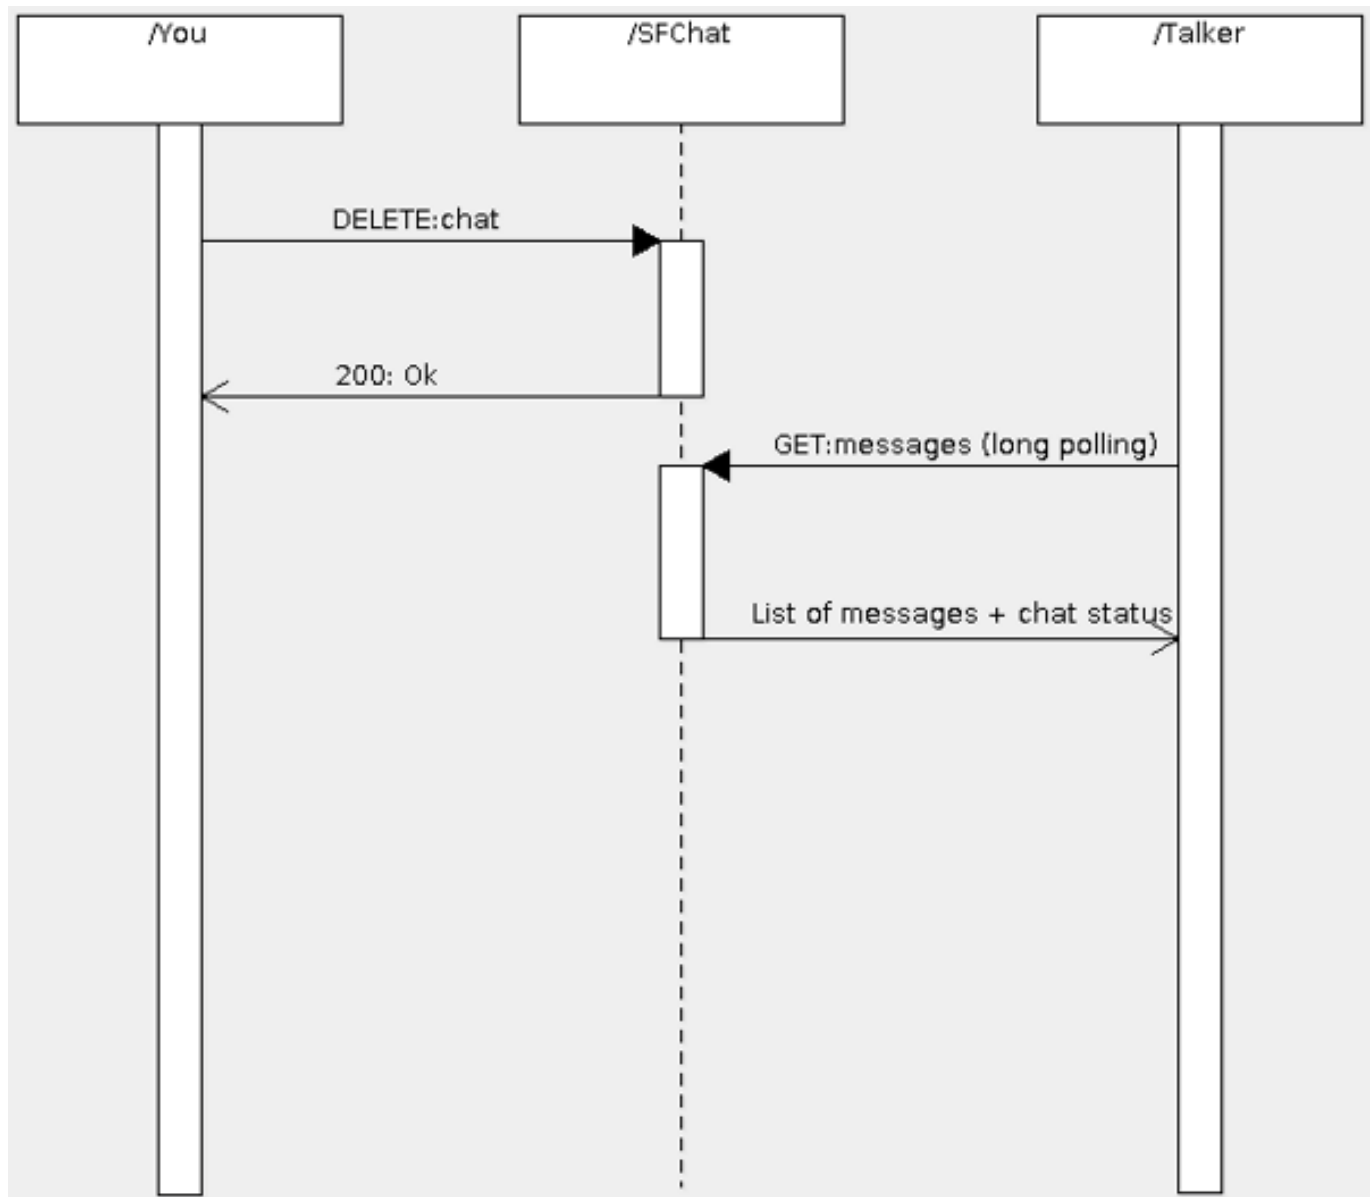 /You
/SFChat
/Talker
DELETE:chat
200: Ok
GET:messages (long polling)
List of messages + chat status